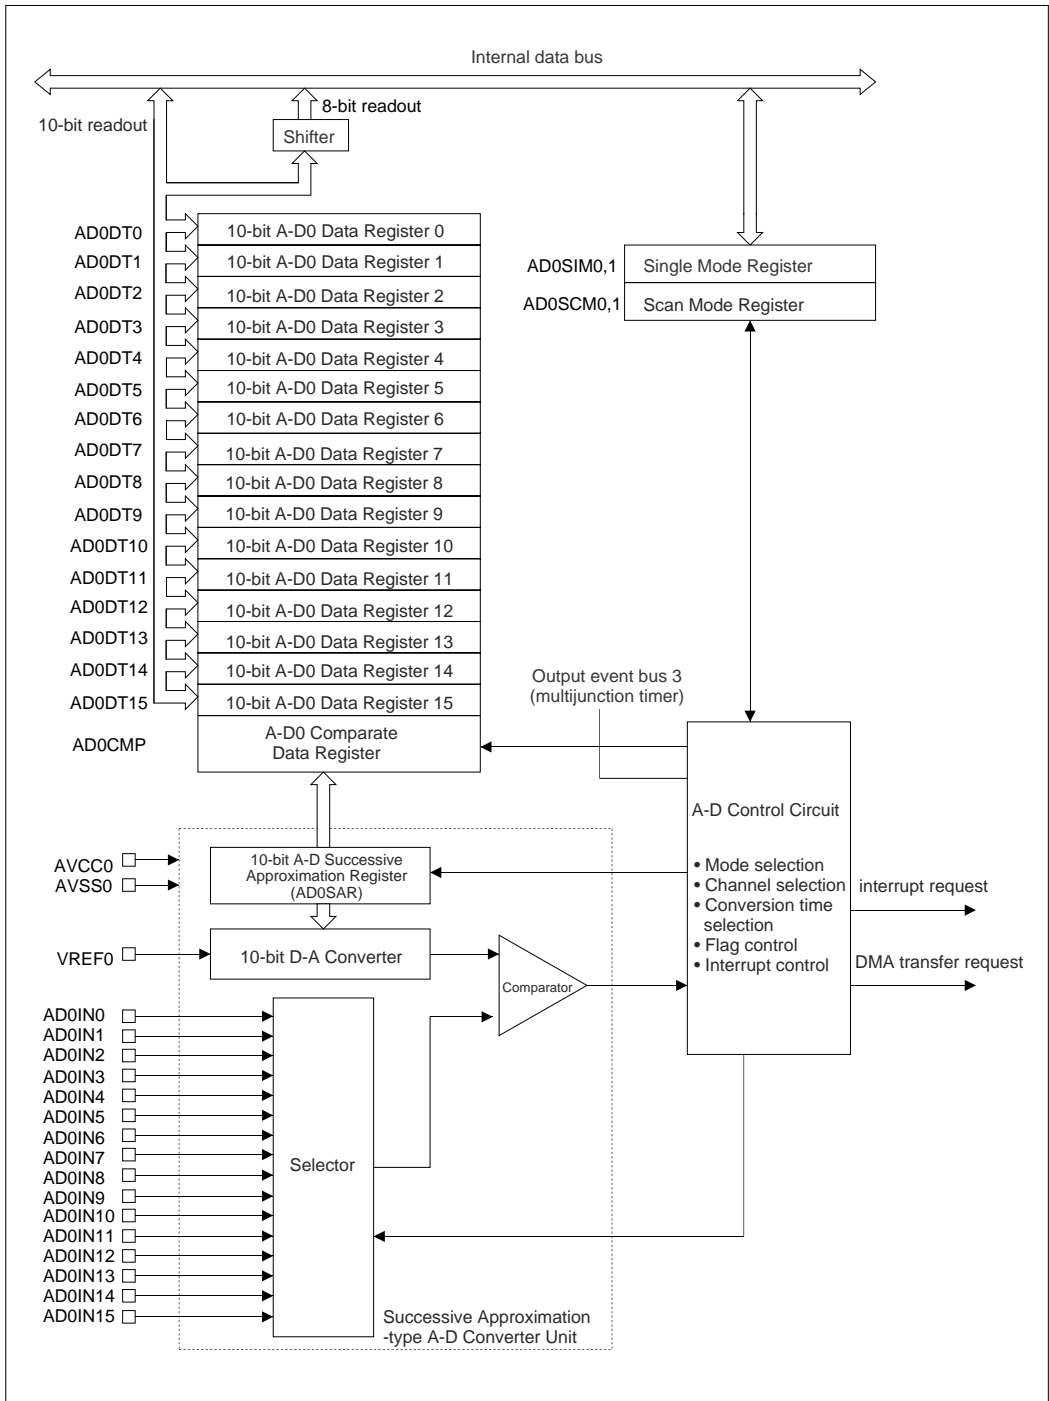 Internal data bus
8-bit readout
10-bit readout
Shifter
AD0DT0 10-bit A-D0 Data Register 0
AD0DT1 10-bit A-D0 Data Register 1
AD0DT2 10-bit A-D0 Data Register 2
AD0DT3 10-bit A-D0 Data Register 3
AD0DT4 10-bit A-D0 Data Register 4
AD0DT5 10-bit A-D0 Data Register 5
AD0DT6 10-bit A-D0 Data Register 6
AD0DT7 10-bit A-D0 Data Register 7
AD0DT8 10-bit A-D0 Data Register 8
AD0DT9 10-bit A-D0 Data Register 9
AD0DT10 10-bit A-D0 Data Register 10
AD0DT11 10-bit A-D0 Data Register 11
AD0DT12 10-bit A-D0 Data Register 12
AD0DT13 10-bit A-D0 Data Register 13
AD0DT14 10-bit A-D0 Data Register 14
AD0DT15 10-bit A-D0 Data Register 15
AD0CMP A-D0 Comparate
Data Register
AD0SIM0,1 Single Mode Register
AD0SCM0,1 Scan Mode Register
Output event bus 3
(multijunction timer)
A-D Control Circuit
• Mode selection
• Channel selection
• Conversion time
selection
• Flag control
• Interrupt control
interrupt request
DMA transfer request
AVCC0
AVSS0
10-bit A-D Successive
Approximation Register
(AD0SAR)
VREF0
10-bit D-A Converter
Comparator
AD0IN0
AD0IN1
AD0IN2
AD0IN3
AD0IN4
AD0IN5
AD0IN6
AD0IN7
AD0IN8
AD0IN9
AD0IN10
AD0IN11
AD0IN12
AD0IN13
AD0IN14
AD0IN15
Selector
Successive Approximation
-type A-D Converter Unit